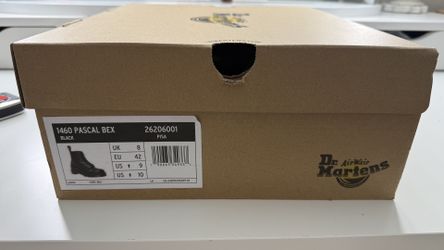 1460 PASCAL BEX 26206001
BLACK PISA
UK 8
EU 42
US 9
US 10
Dr.
AirWair
Martens